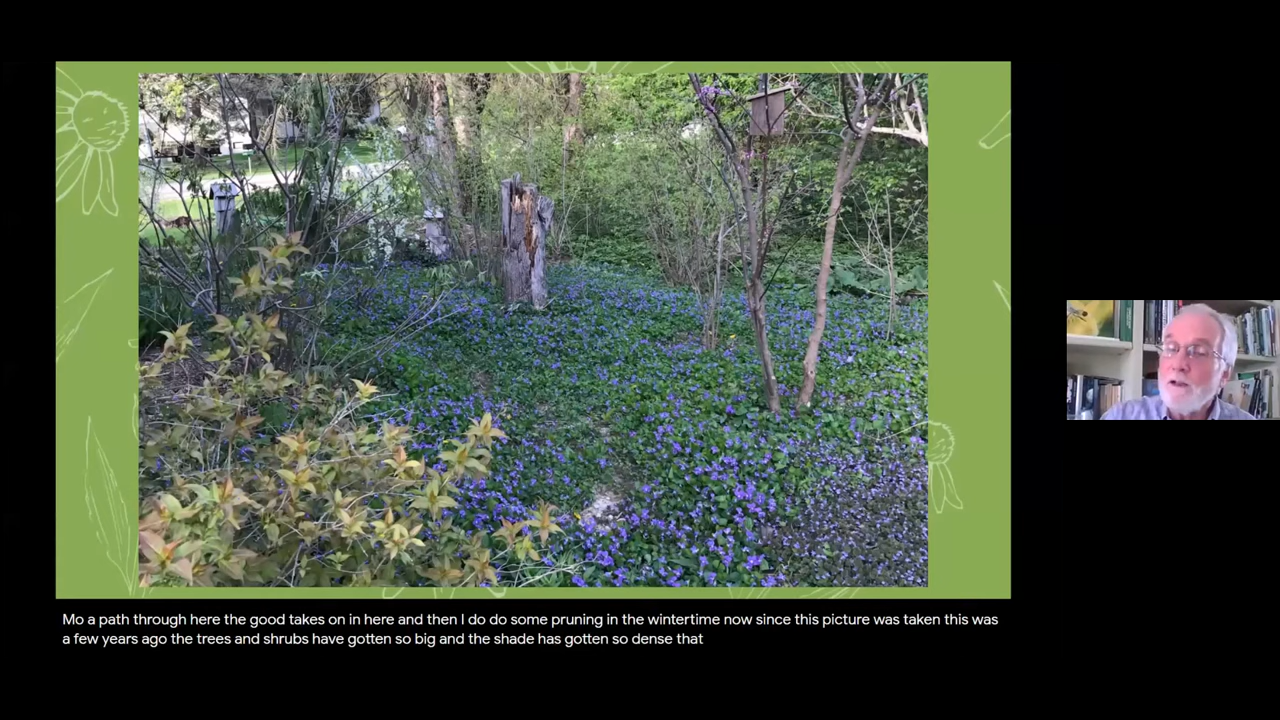 Mo a path through here the good takes on in here and then I do do some pruning in the wintertime now since this picture was taken this was
a few years ago the trees and shrubs have gotten so big and the shade has gotten so dense that